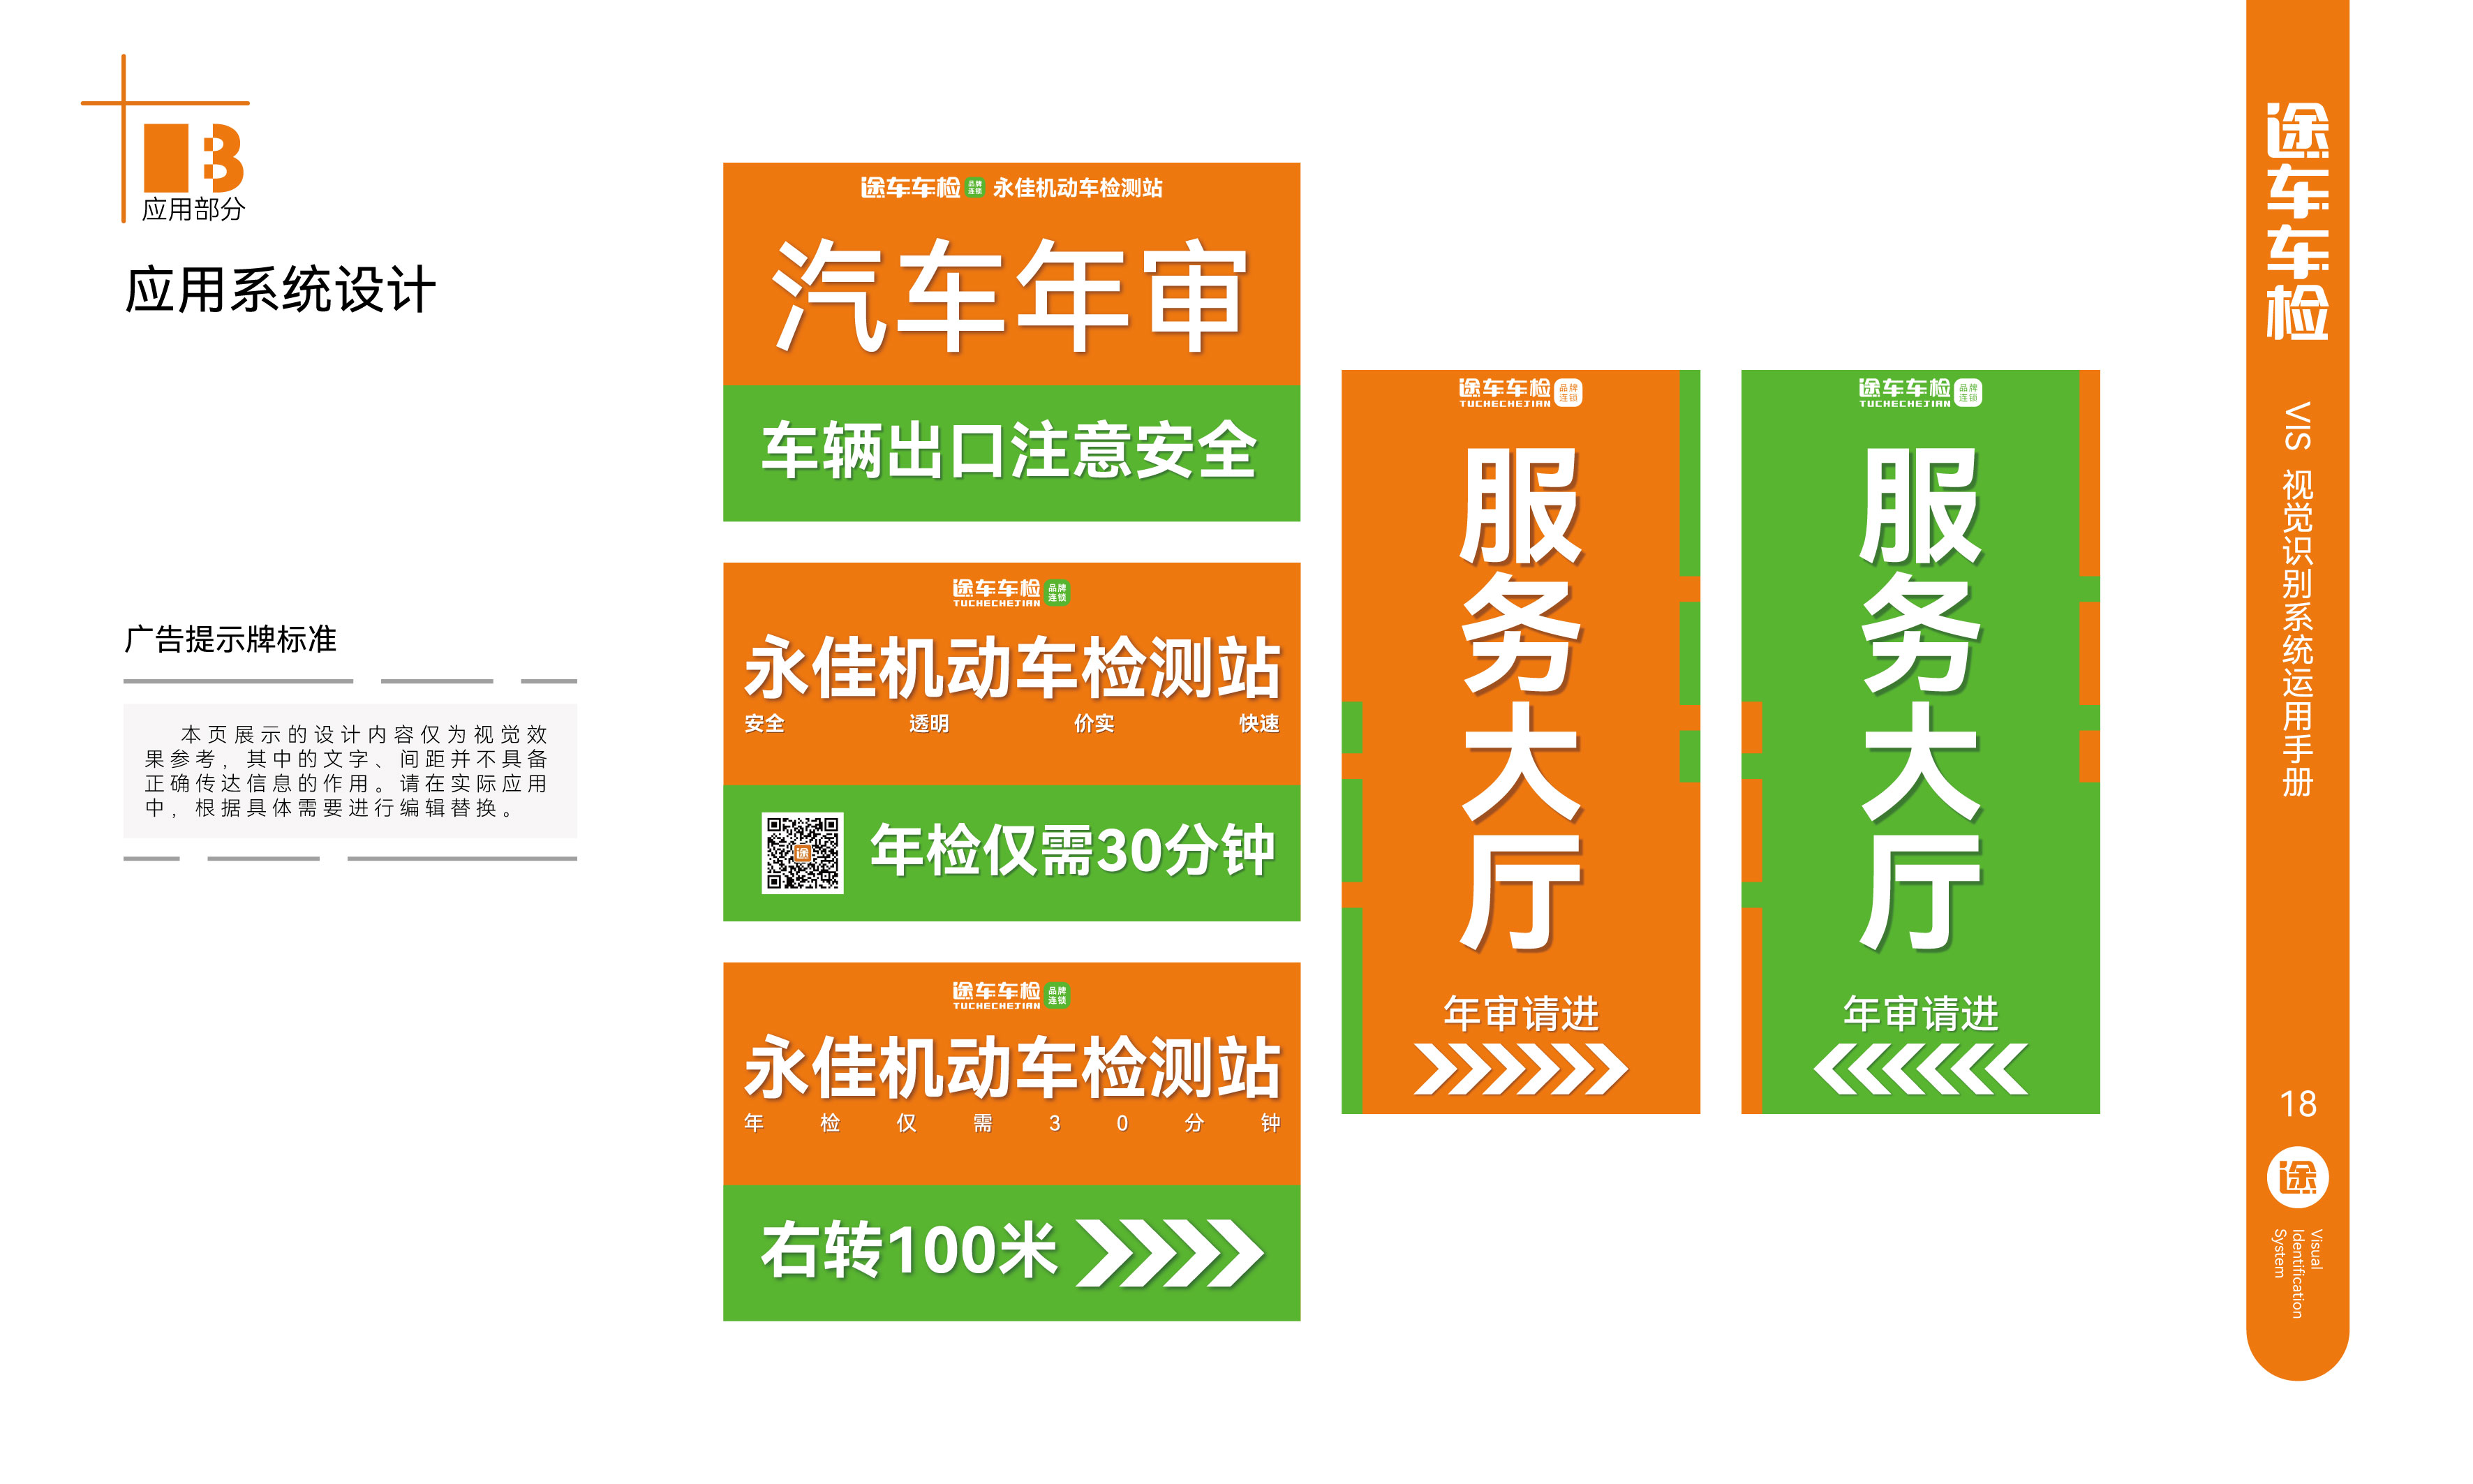 B
应用部分
应用系统设计
广告提示牌标准
本页展示的设计内容仅为视觉效
果参考，其中的文字、间距并不具备
正确传达信息的作用。请在实际应用
中，根据具体需要进行编辑替换。
途车车检 品牌连锁 永佳机动车检测站
汽车年审
车辆出口注意安全
途车车检 品牌连锁
TUCHECHEJIAN
永佳机动车检测站
安全 透明 价实 快速
途
年检仅需30分钟
途车车检 品牌连锁
TUCHECHEJIAN
永佳机动车检测站
年检仅需30分钟
右转100米
途车车检 品牌连锁
TUCHECHEJIAN
服务大厅
年审请进
途车车检 品牌连锁
TUCHECHEJIAN
服务大厅
年审请进
途车车检
VIS 视觉识别系统运用手册
18
途
Visual
Identification
System